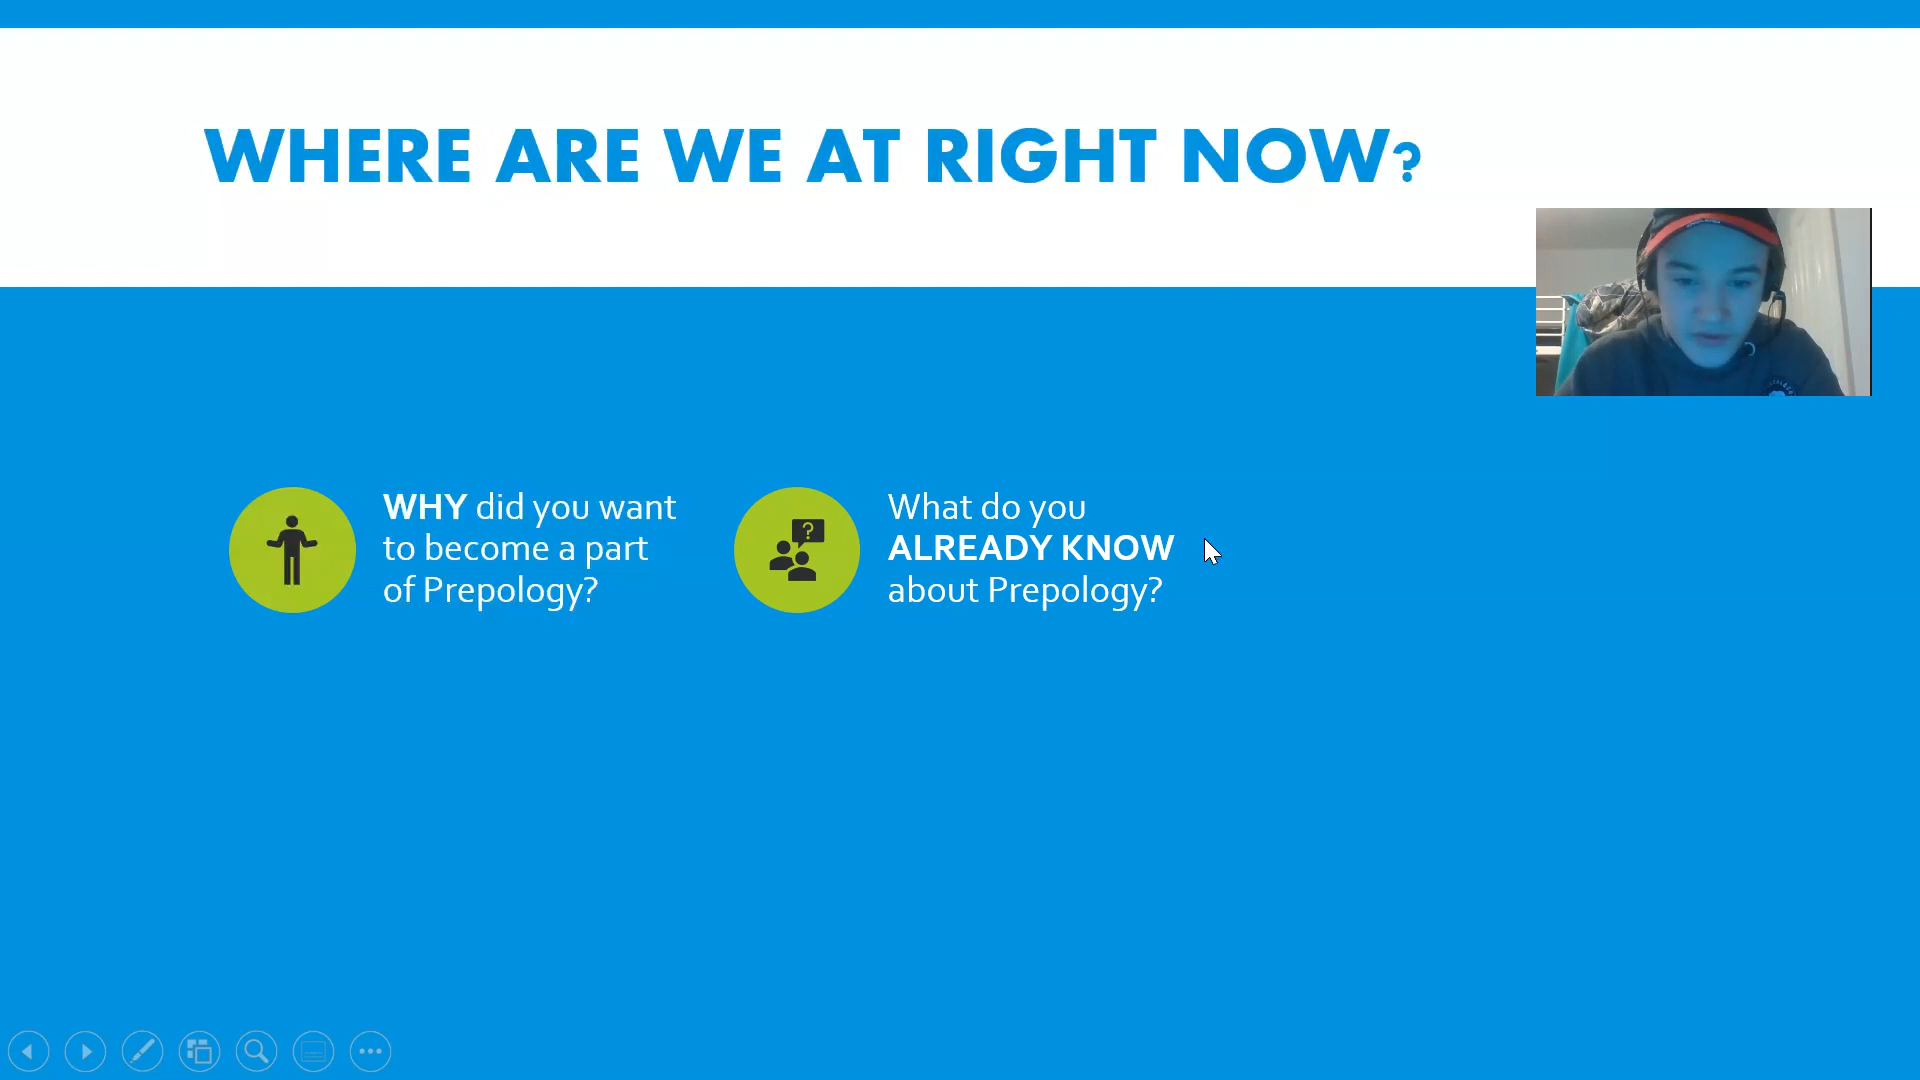 WHERE ARE WE AT RIGHT NOW?
WHY did you want
to become a part
of Prepology?
?
What do you
ALREADY KNOW
about Prepology?